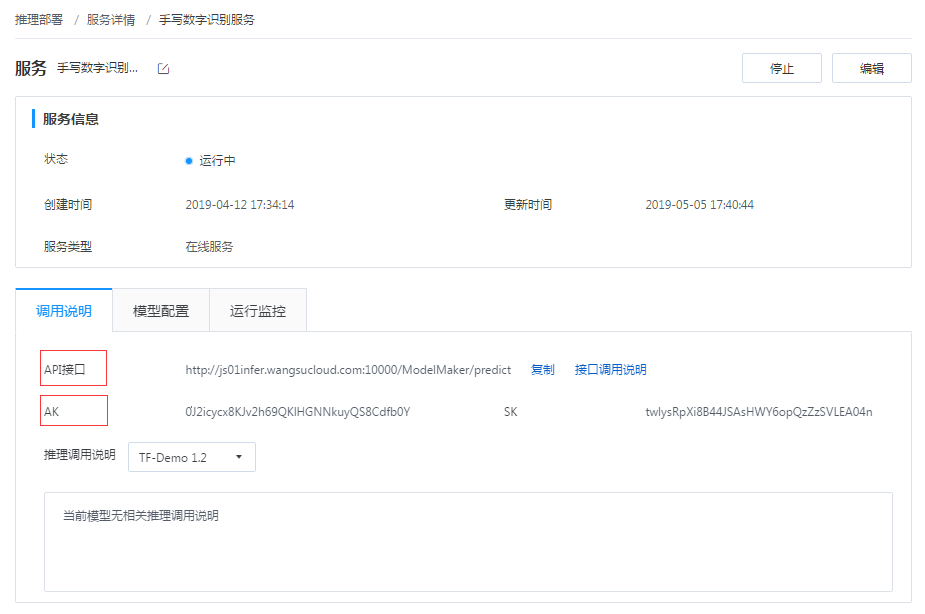 推理部署 / 服务详情 / 手写数字识别服务
服务 手写数字识别... 停止 编辑
服务信息
状态 运行中
创建时间 2019-04-12 17:34:14 更新时间 2019-05-05 17:40:44
服务类型 在线服务
调用说明 模型配置 运行监控
API接口 http://js01infer.wangsucloud.com:10000/ModelMaker/predict 复制 接口调用说明
AK 0J2icycx8KJv2h69QKIHGNNkuyQS8Cdfb0Y SK twIysRpXi8B44JSAsHWY6opQzZzSVLEA04n
推理调用说明 TF-Demo 1.2
当前模型无相关推理调用说明